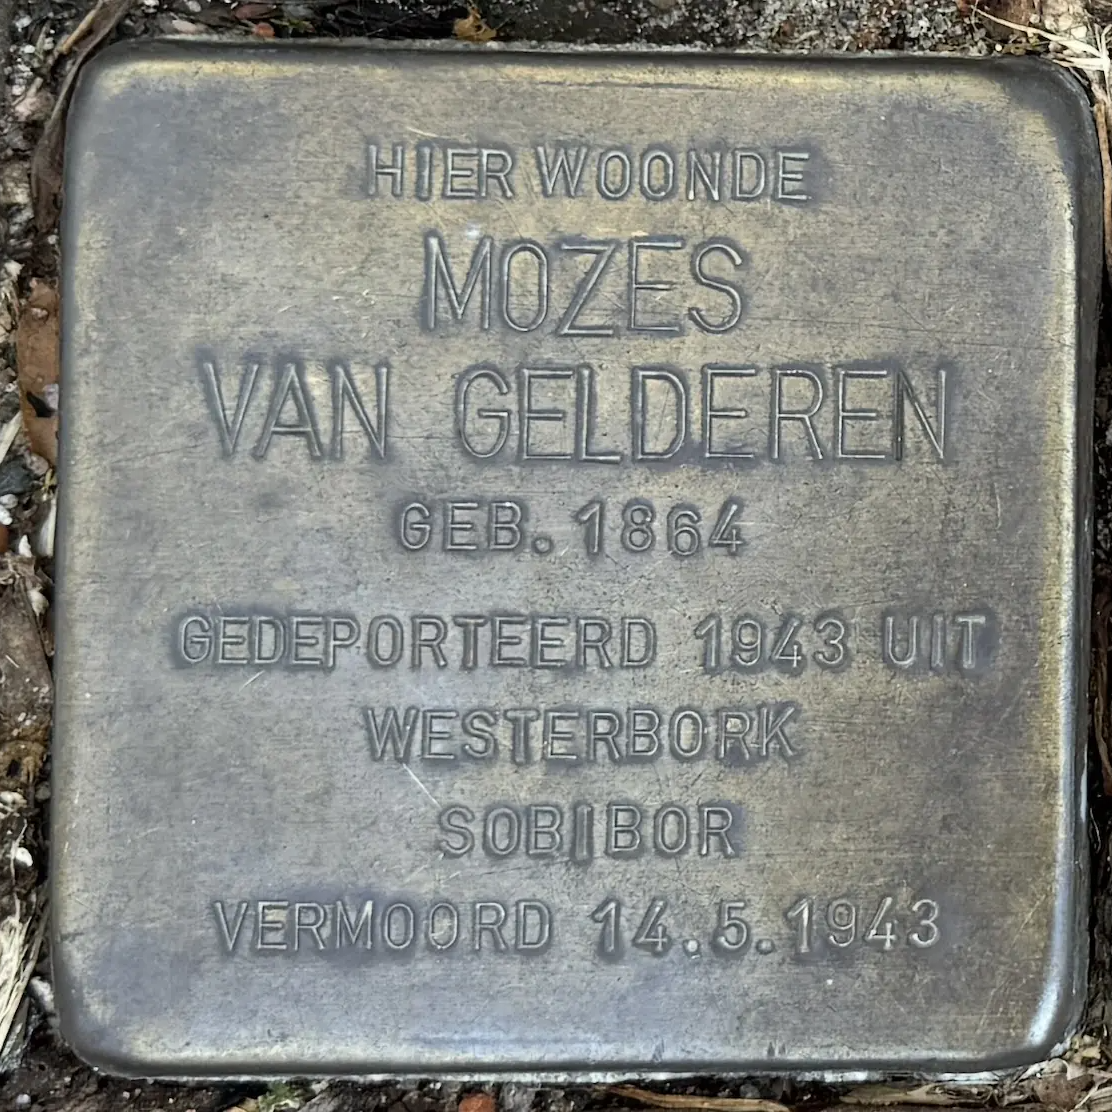 HIER WOONDE
MOZES
VAN GELDEREN
GEB. 1864
GEDEPORTEERD 1943 UIT
WESTERBORK
SOBIBOR
VERMOORD 14.5.1943